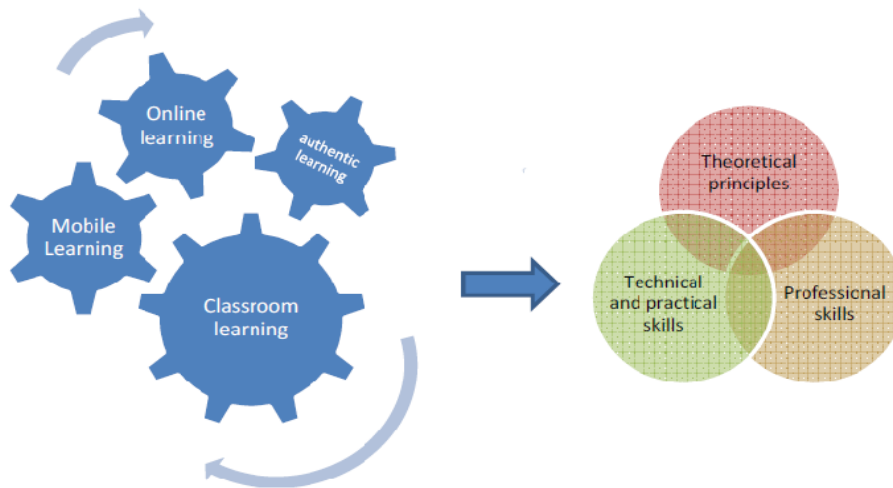 Online
learning
authentic
learning
Mobile
Learning
Classroom
learning
Theoretical
principles
Technical
and practical
skills
Professional
skills